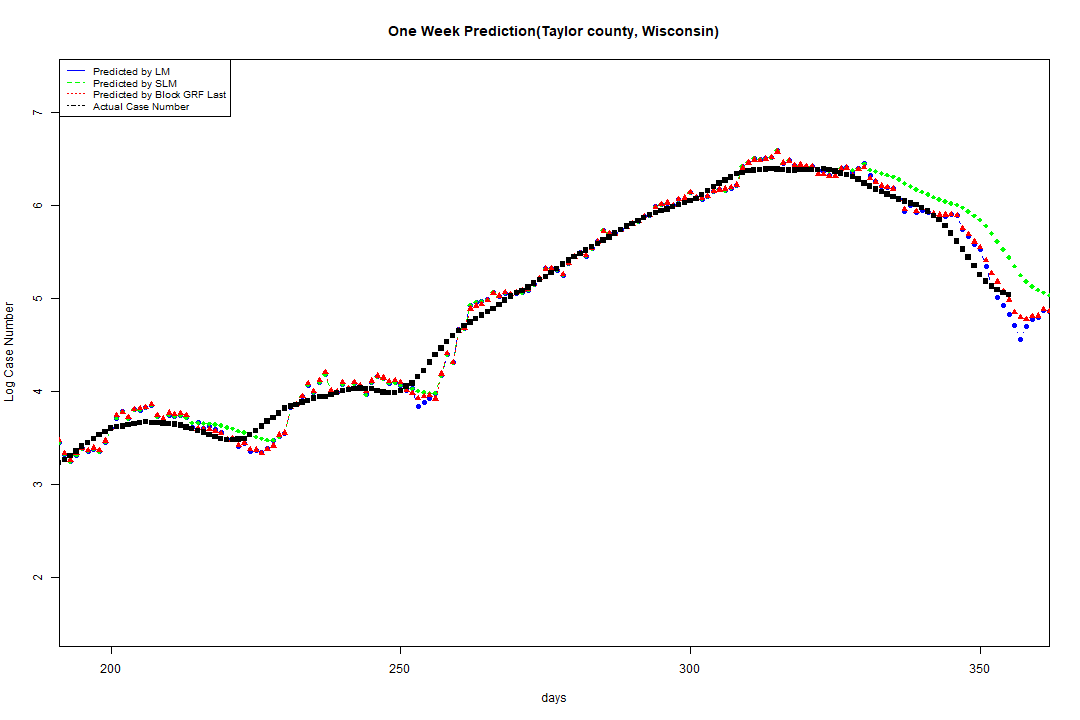 One Week Prediction(Taylor county, Wisconsin)
Predicted by LM
Predicted by SLM
Predicted by Block GRF Last
Actual Case Number
7
6
5
4
3
2
Log Case Number
200
250
300
350
days